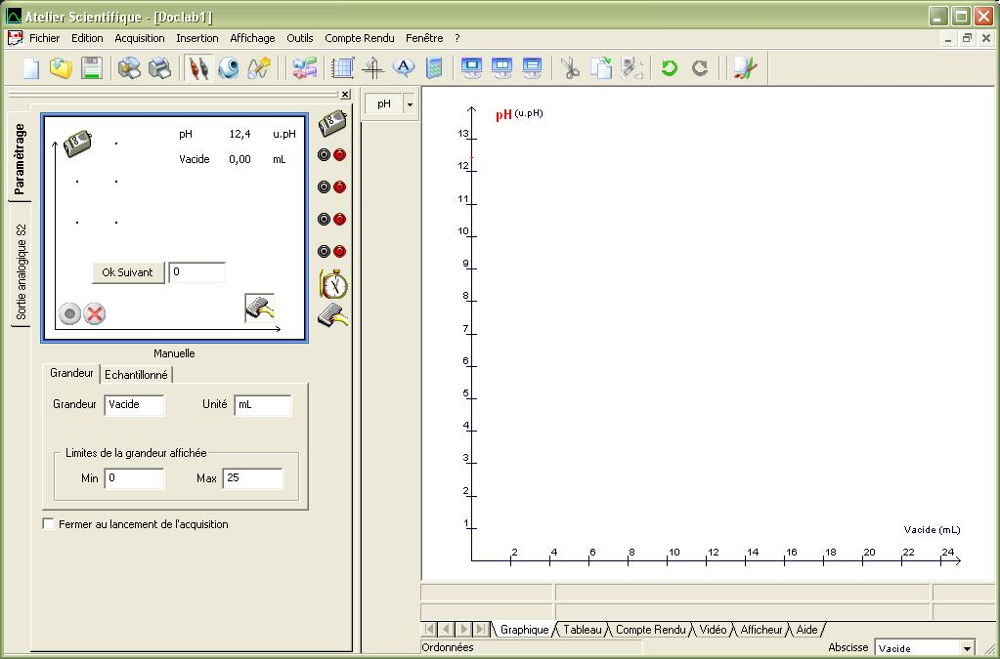 Atelier Scientifique - [Doclab1]
Fichier Edition Acquisition Insertion Affichage Outils Compte Rendu Fenêtre ?
Paramètrage
Sortie analogique S2
pH 12,4 u.pH
Vacide 0,00 mL
Ok Suivant 0
Manuelle
Grandeur Echantillonné
Grandeur Vacide Unité mL
Limites de la grandeur affichée
Min 0 Max 25
Fermer au lancement de l'acquisition
pH
pH (u.pH)
13
12
11
10
9
8
7
6
5
4
3
2
1
Vacide (mL)
2 4 6 8 10 12 14 16 18 20 22 24
Graphique Tableau Compte Rendu Vidéo Afficheur Aide
Ordonnées Abscisse Vacide